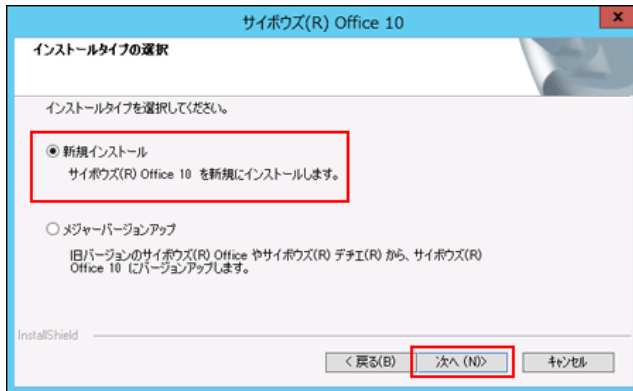 サイボウズ(R) Office 10
x
インストールタイプの選択
インストールタイプを選択してください。
新規インストール
サイボウズ(R) Office 10 を新規にインストールします。
メジャーバージョンアップ
旧バージョンのサイボウズ(R) Office やサイボウズ(R) デヂエ(R) から、サイボウズ(R)
Office 10 にバージョンアップします。
InstallShield
< 戻る(B)
次へ (N)>
キャンセル